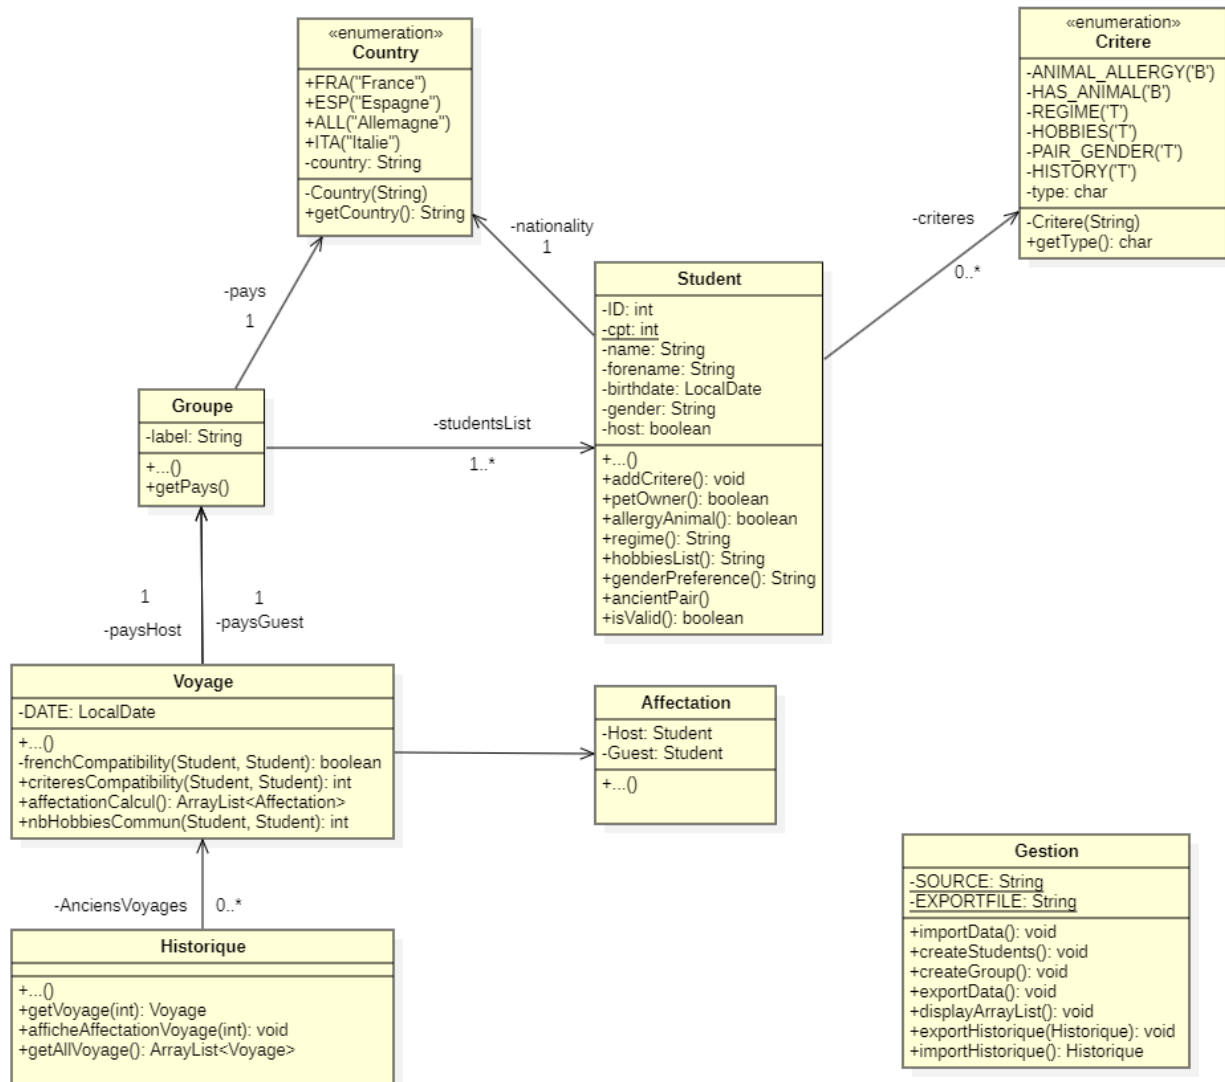 «enumeration»
Country
+FRA("France")
+ESP("Espagne")
+ALL("Allemagne")
+ITA("Italie")
-country: String
-Country(String)
+getCountry(): String
«enumeration»
Critere
-ANIMAL_ALLERGY('B')
-HAS_ANIMAL('B')
-REGIME('T')
-HOBBIES('T')
-PAIR_GENDER('T')
-HISTORY('T')
-type: char
-Critere(String)
+getType(): char
-nationality
1
-criteres
0..*
-pays
1
Student
-ID: int
-cpt: int
-name: String
-forename: String
-birthdate: LocalDate
-gender: String
-host: boolean
+...()
+addCritere(): void
+petOwner(): boolean
+allergyAnimal(): boolean
+regime(): String
+hobbiesList(): String
+genderPreference(): String
+ancientPair()
+isValid(): boolean
Groupe
-label: String
+...()
+getPays()
-studentsList
1..*
1
-paysHost
1
-paysGuest
Voyage
-DATE: LocalDate
+...()
-frenchCompatibility(Student, Student): boolean
+criteresCompatibility(Student, Student): int
+affectationCalcul(): ArrayList<Affectation>
+nbHobbiesCommun(Student, Student): int
Affectation
-Host: Student
-Guest: Student
+...()
-AnciensVoyages
0..*
Historique
+...()
+getVoyage(int): Voyage
+afficheAffectationVoyage(int): void
+getAllVoyage(): ArrayList<Voyage>
Gestion
-SOURCE: String
-EXPORTFILE: String
+importData(): void
+createStudents(): void
+createGroup(): void
+exportData(): void
+displayArrayList(): void
+exportHistorique(Historique): void
+importHistorique(): Historique